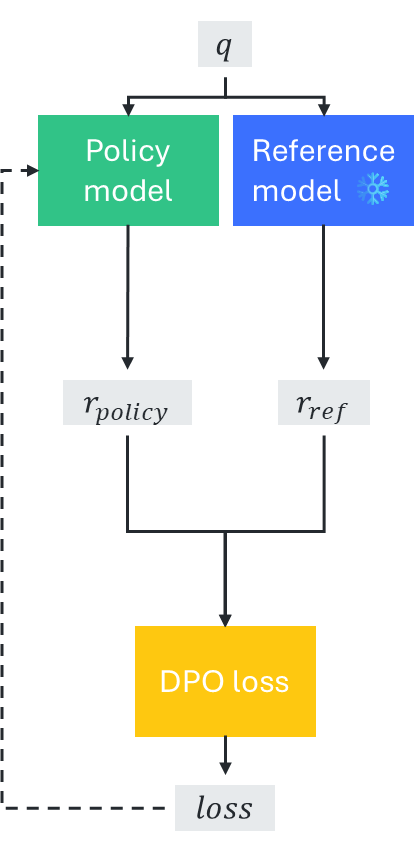 q
Policy
model
Reference
model
r_policy
r_ref
DPO loss
loss